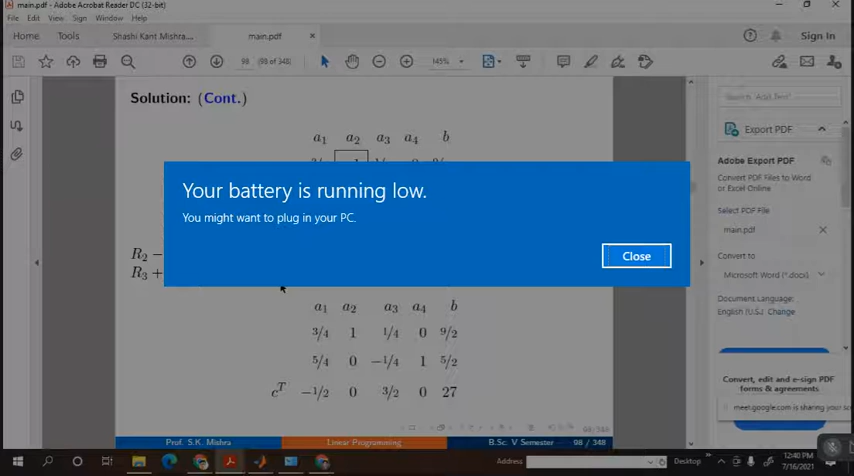 main.pdf - Adobe Acrobat Reader DC (32-bit)
File Edit View Sign Window Help
Home Tools Shashi Kant Mishra.... main.pdf × Sign In
98 (98 of 348) 145%
Solution: (Cont.)
a1 a2 a3 a4 b
Your battery is running low.
You might want to plug in your PC.
Close
R2 −
R3 +
a1 a2 a3 a4 b
3/4 1 1/4 0 9/2
5/4 0 −1/4 1 5/2
cT −1/2 0 3/2 0 27
98/348
Prof. S.K. Mishra Linear Programming B.Sc. V Semester 98 / 348
Search 'Add Text'
Export PDF
Adobe Export PDF
Convert PDF Files to Word
or Excel Online
Select PDF File
main.pdf ×
Convert to
Microsoft Word (*.docx)
Document Language:
English (U.S.) Change
Convert, edit and e-sign PDF
forms & agreements
meet.google.com is sharing your
Address Desktop
12:40 PM
7/16/2021